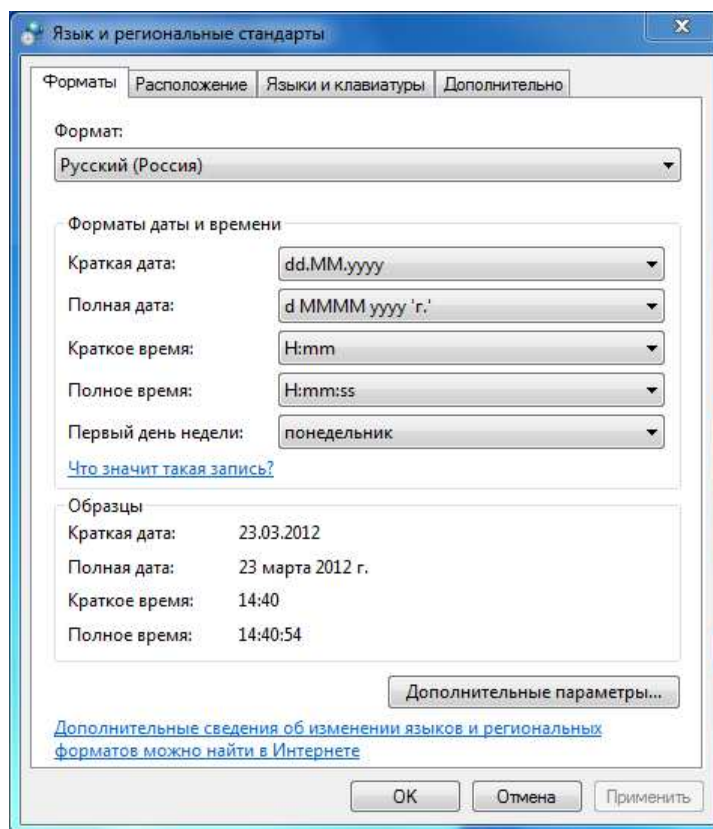 Язык и региональные стандарты
Форматы Расположение Языки и клавиатуры Дополнительно
Формат:
Русский (Россия)
Форматы даты и времени
Краткая дата: dd.MM.yyyy
Полная дата: d MMMM yyyy 'г.'
Краткое время: H:mm
Полное время: H:mm:ss
Первый день недели: понедельник
Что значит такая запись?
Образцы
Краткая дата: 23.03.2012
Полная дата: 23 марта 2012 г.
Краткое время: 14:40
Полное время: 14:40:54
Дополнительные параметры...
Дополнительные сведения об изменении языков и региональных
форматов можно найти в Интернете
OK Отмена Применить